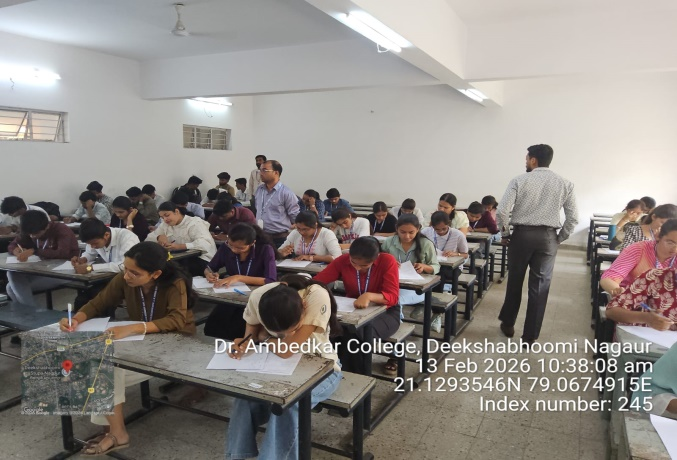 Dr. Ambedkar College, Deekshabhoomi Nagaur
13 Feb 2026 10:38:08 am
21.1293546N 79.0674915E
Index number: 245
Google